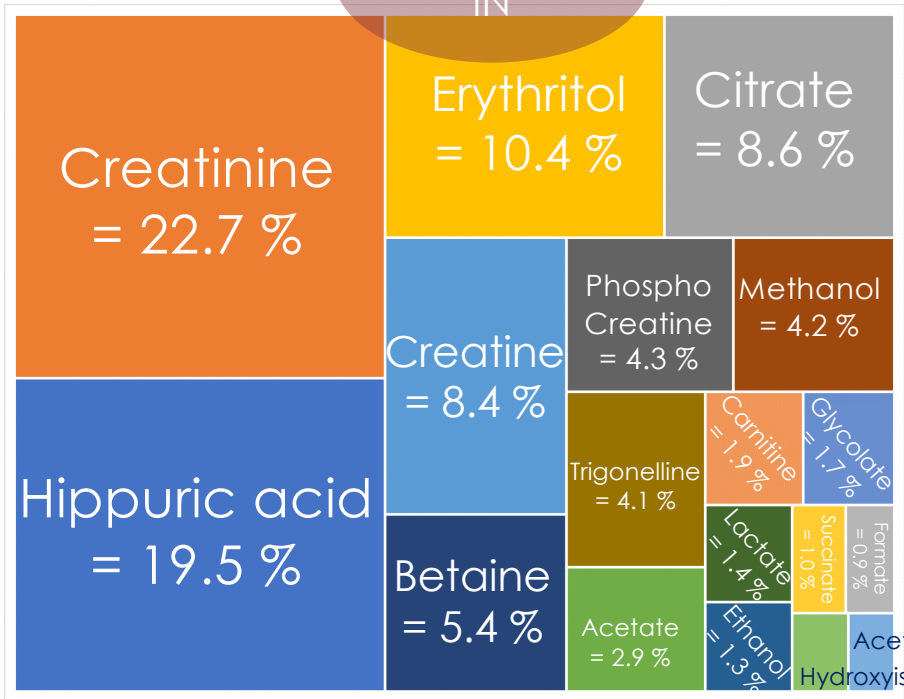 IN
Creatinine
= 22.7 %
Erythritol
= 10.4 %
Citrate
= 8.6 %
Hippuric acid
= 19.5 %
Creatine
= 8.4 %
Betaine
= 5.4 %
Phospho
Creatine
= 4.3 %
Methanol
= 4.2 %
Trigonelline
= 4.1 %
Acetate
= 2.9 %
Carnitine
= 1.9 %
Glycolate
= 1.7 %
Lactate
= 1.4 %
Succinate
= 1.0 %
Formate
= 0.9 %
Ethanol
= 1.3 %